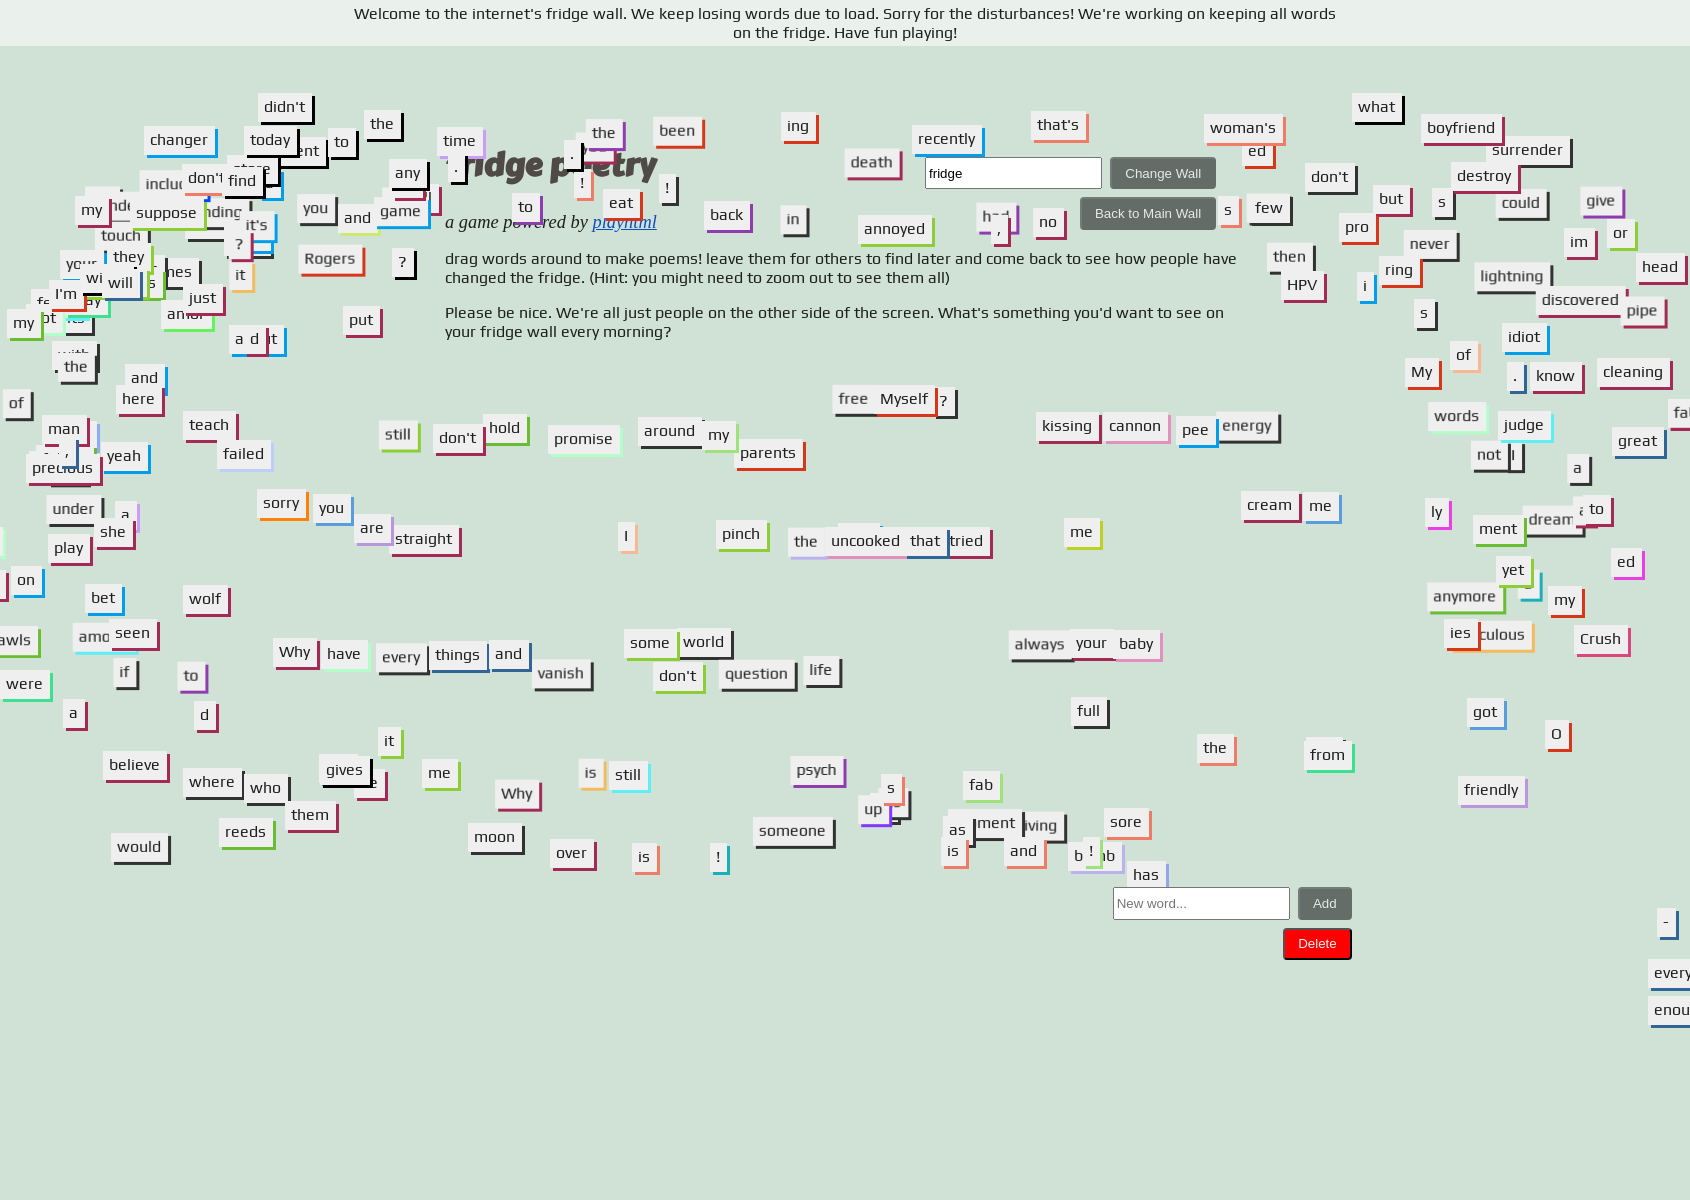 Welcome to the internet's fridge wall. We keep losing words due to load. Sorry for the disturbances! We're working on keeping all words
on the fridge. Have fun playing!
didn't
what
changer today to the time the been ing recently that's woman's boyfriend
surrender
death ed
fridge Change Wall
don't find any . . ! ! don't destroy
my suppose you and game to eat back in annoyed , no Back to Main Wall s few but s could give
a game powered by playhtml
touch it's ? pro never im or
they Rogers ? drag words around to make poems! leave them for others to find later and come back to see how people have then head
changed the fridge. (Hint: you might need to zoom out to see them all) ring lightning
will it HPV i
I'm just discovered
my put Please be nice. We're all just people on the other side of the screen. What's something you'd want to see on s pipe
your fridge wall every morning?
a d idiot
the of
and My . know cleaning
of here free Myself ?
man teach still don't hold promise around my kissing cannon pee energy words judge great
yeah failed parents not I
precious a
under a sorry you cream me ly dream to
she are straight I pinch the uncooked that tried me ment
play
on yet ed
bet wolf anymore my
seen some world always your baby ies Crush
if Why have every things and don't question life
were to vanish
a d full got
it the from O
believe where who gives me is still psych fab friendly
them Why s
reeds up
would moon someone as ment sore
over is ! is and !
has
New word... Add
-
Delete